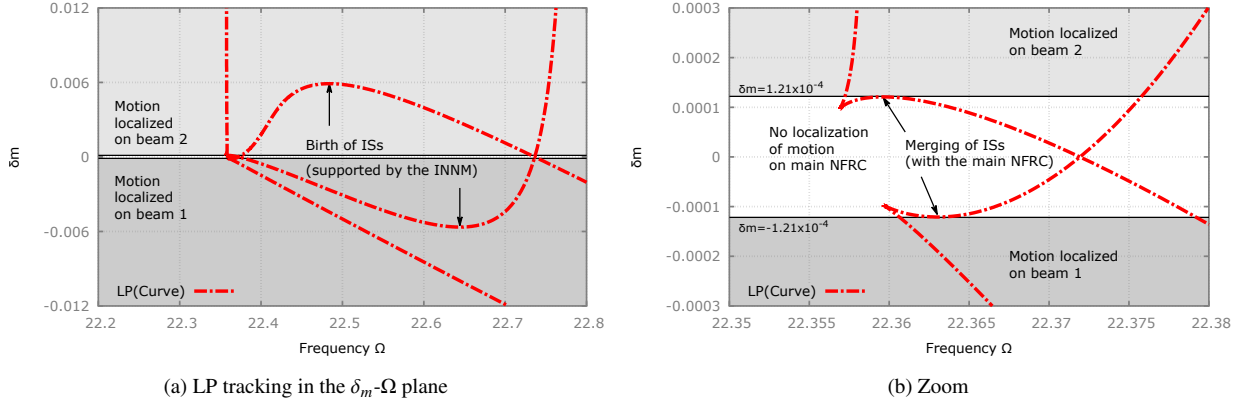 0.012
0.006
0
-0.006
-0.012
δm
Motion
localized
on beam 2
Motion
localized
on beam 1
Birth of ISs
(supported by the INNM)
LP(Curve)
22.2
22.3
22.4
22.5
22.6
22.7
22.8
Frequency Ω
(a) LP tracking in the δm-Ω plane
0.0003
0.0002
0.0001
0
-0.0001
-0.0002
-0.0003
δm
Motion localized
on beam 2
δm=1.21x10-4
No localization
of motion
on main NFRC
Merging of ISs
(with the main NFRC)
δm=-1.21x10-4
Motion localized
on beam 1
LP(Curve)
22.35
22.355
22.36
22.365
22.37
22.375
22.38
Frequency Ω
(b) Zoom